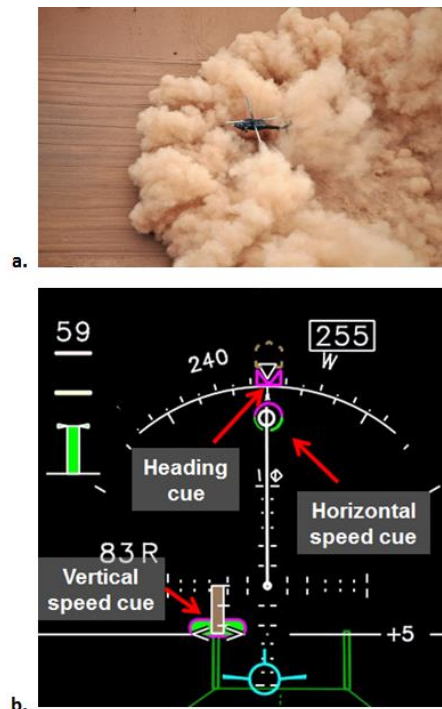 a.
59
240
255
W
Heading
cue
Horizontal
speed cue
83R
Vertical
speed cue
+5
b.